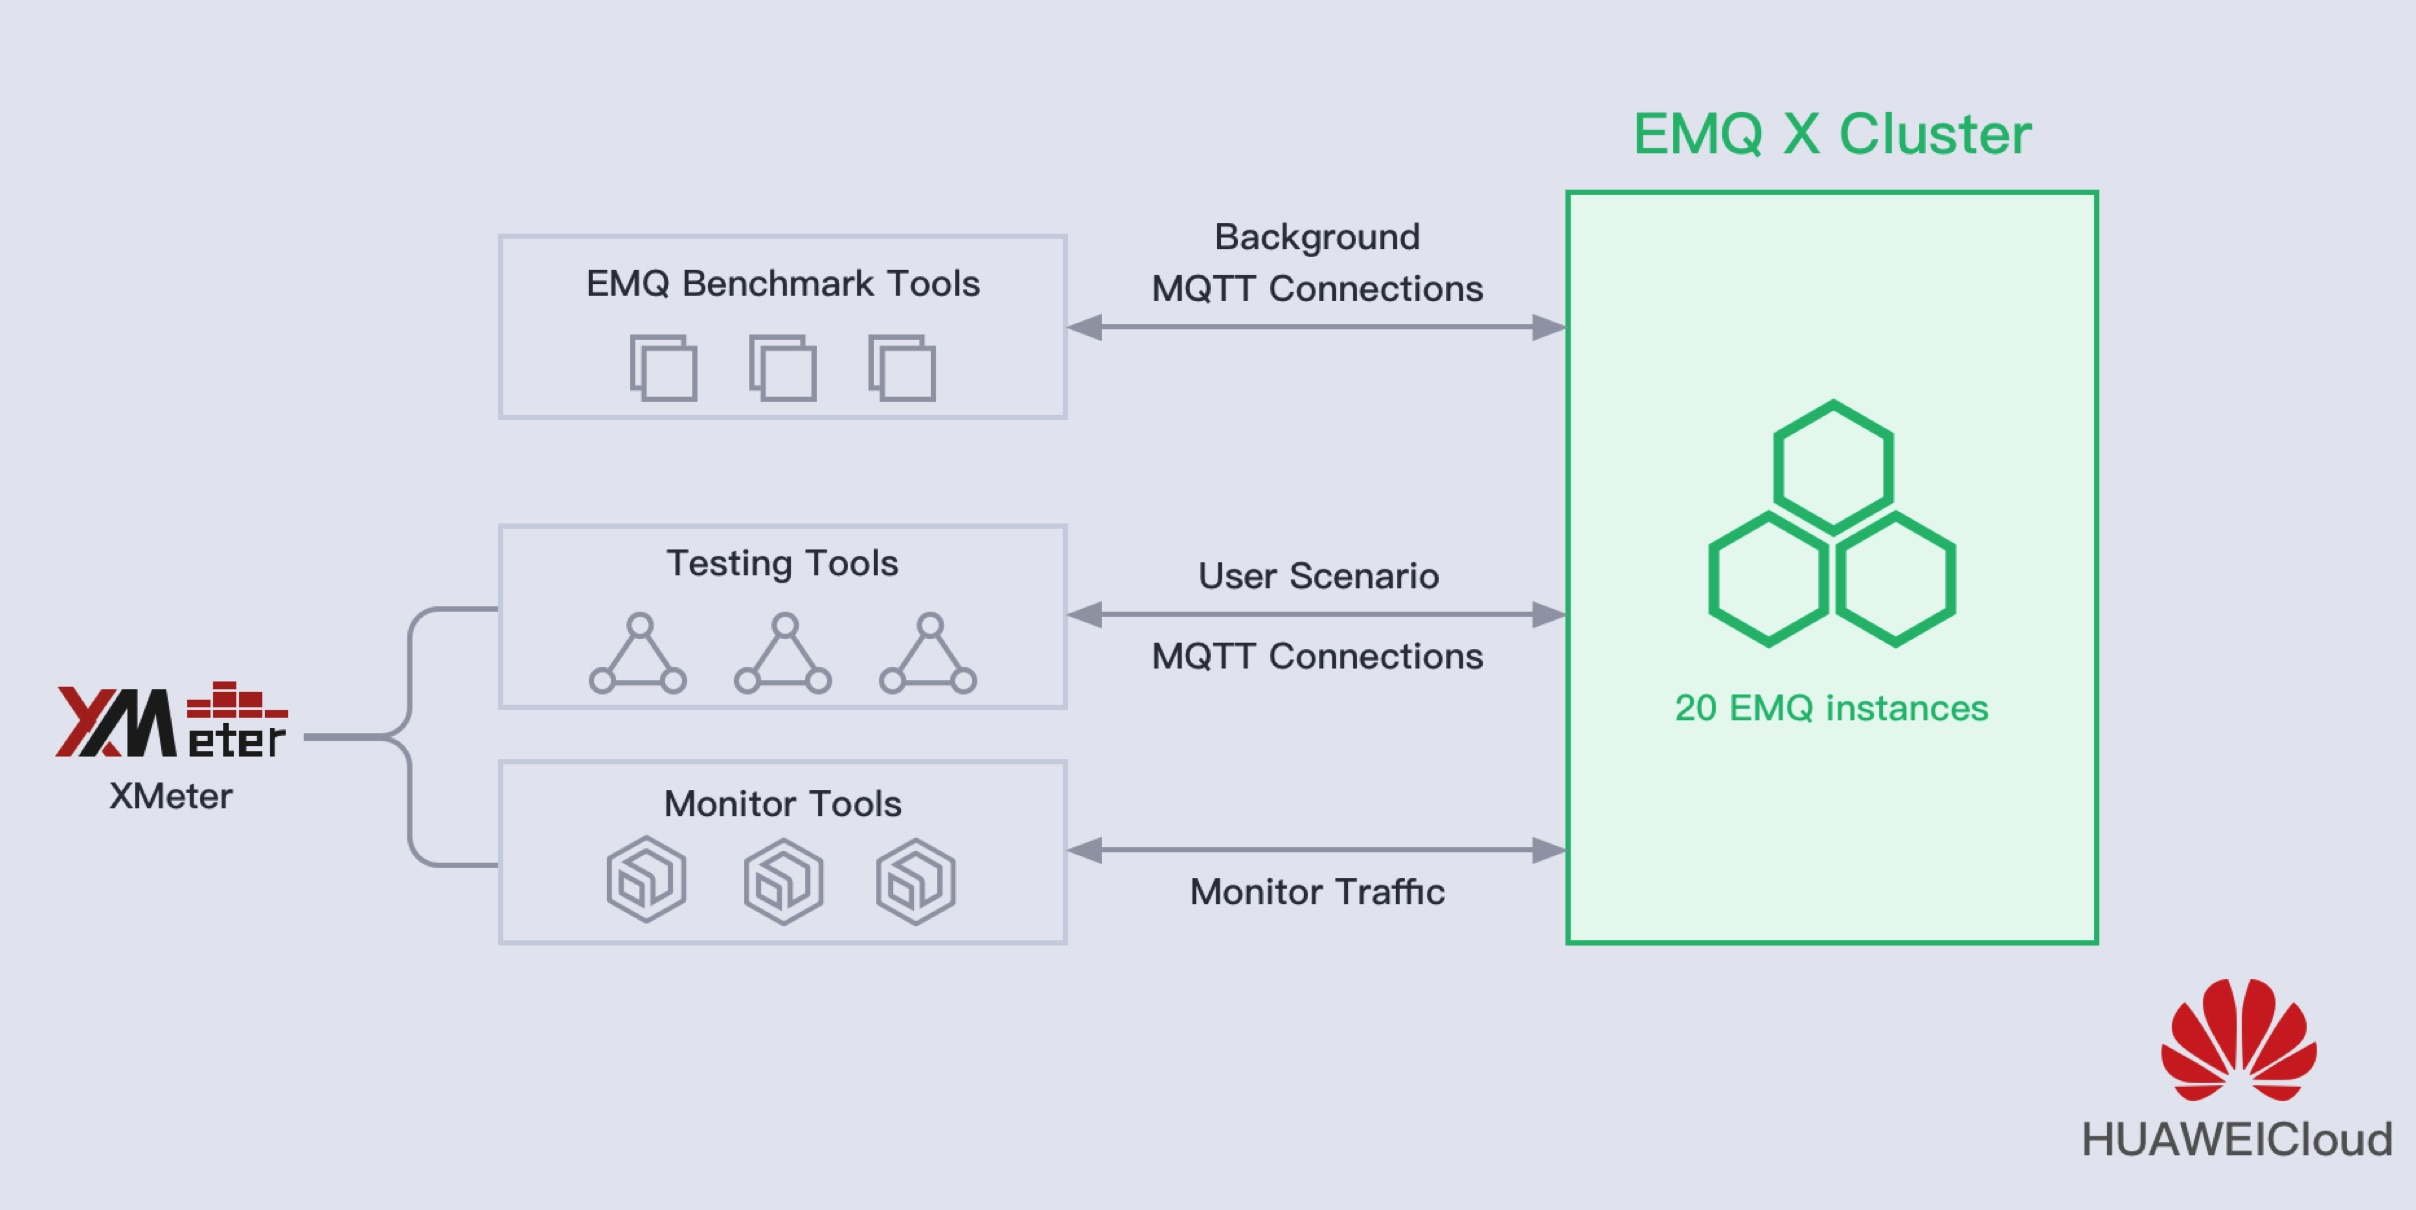 EMQ X Cluster
Background
MQTT Connections
EMQ Benchmark Tools
Testing Tools
User Scenario
MQTT Connections
20 EMQ instances
XMeter
XMeter
Monitor Tools
Monitor Traffic
HUAWEICloud